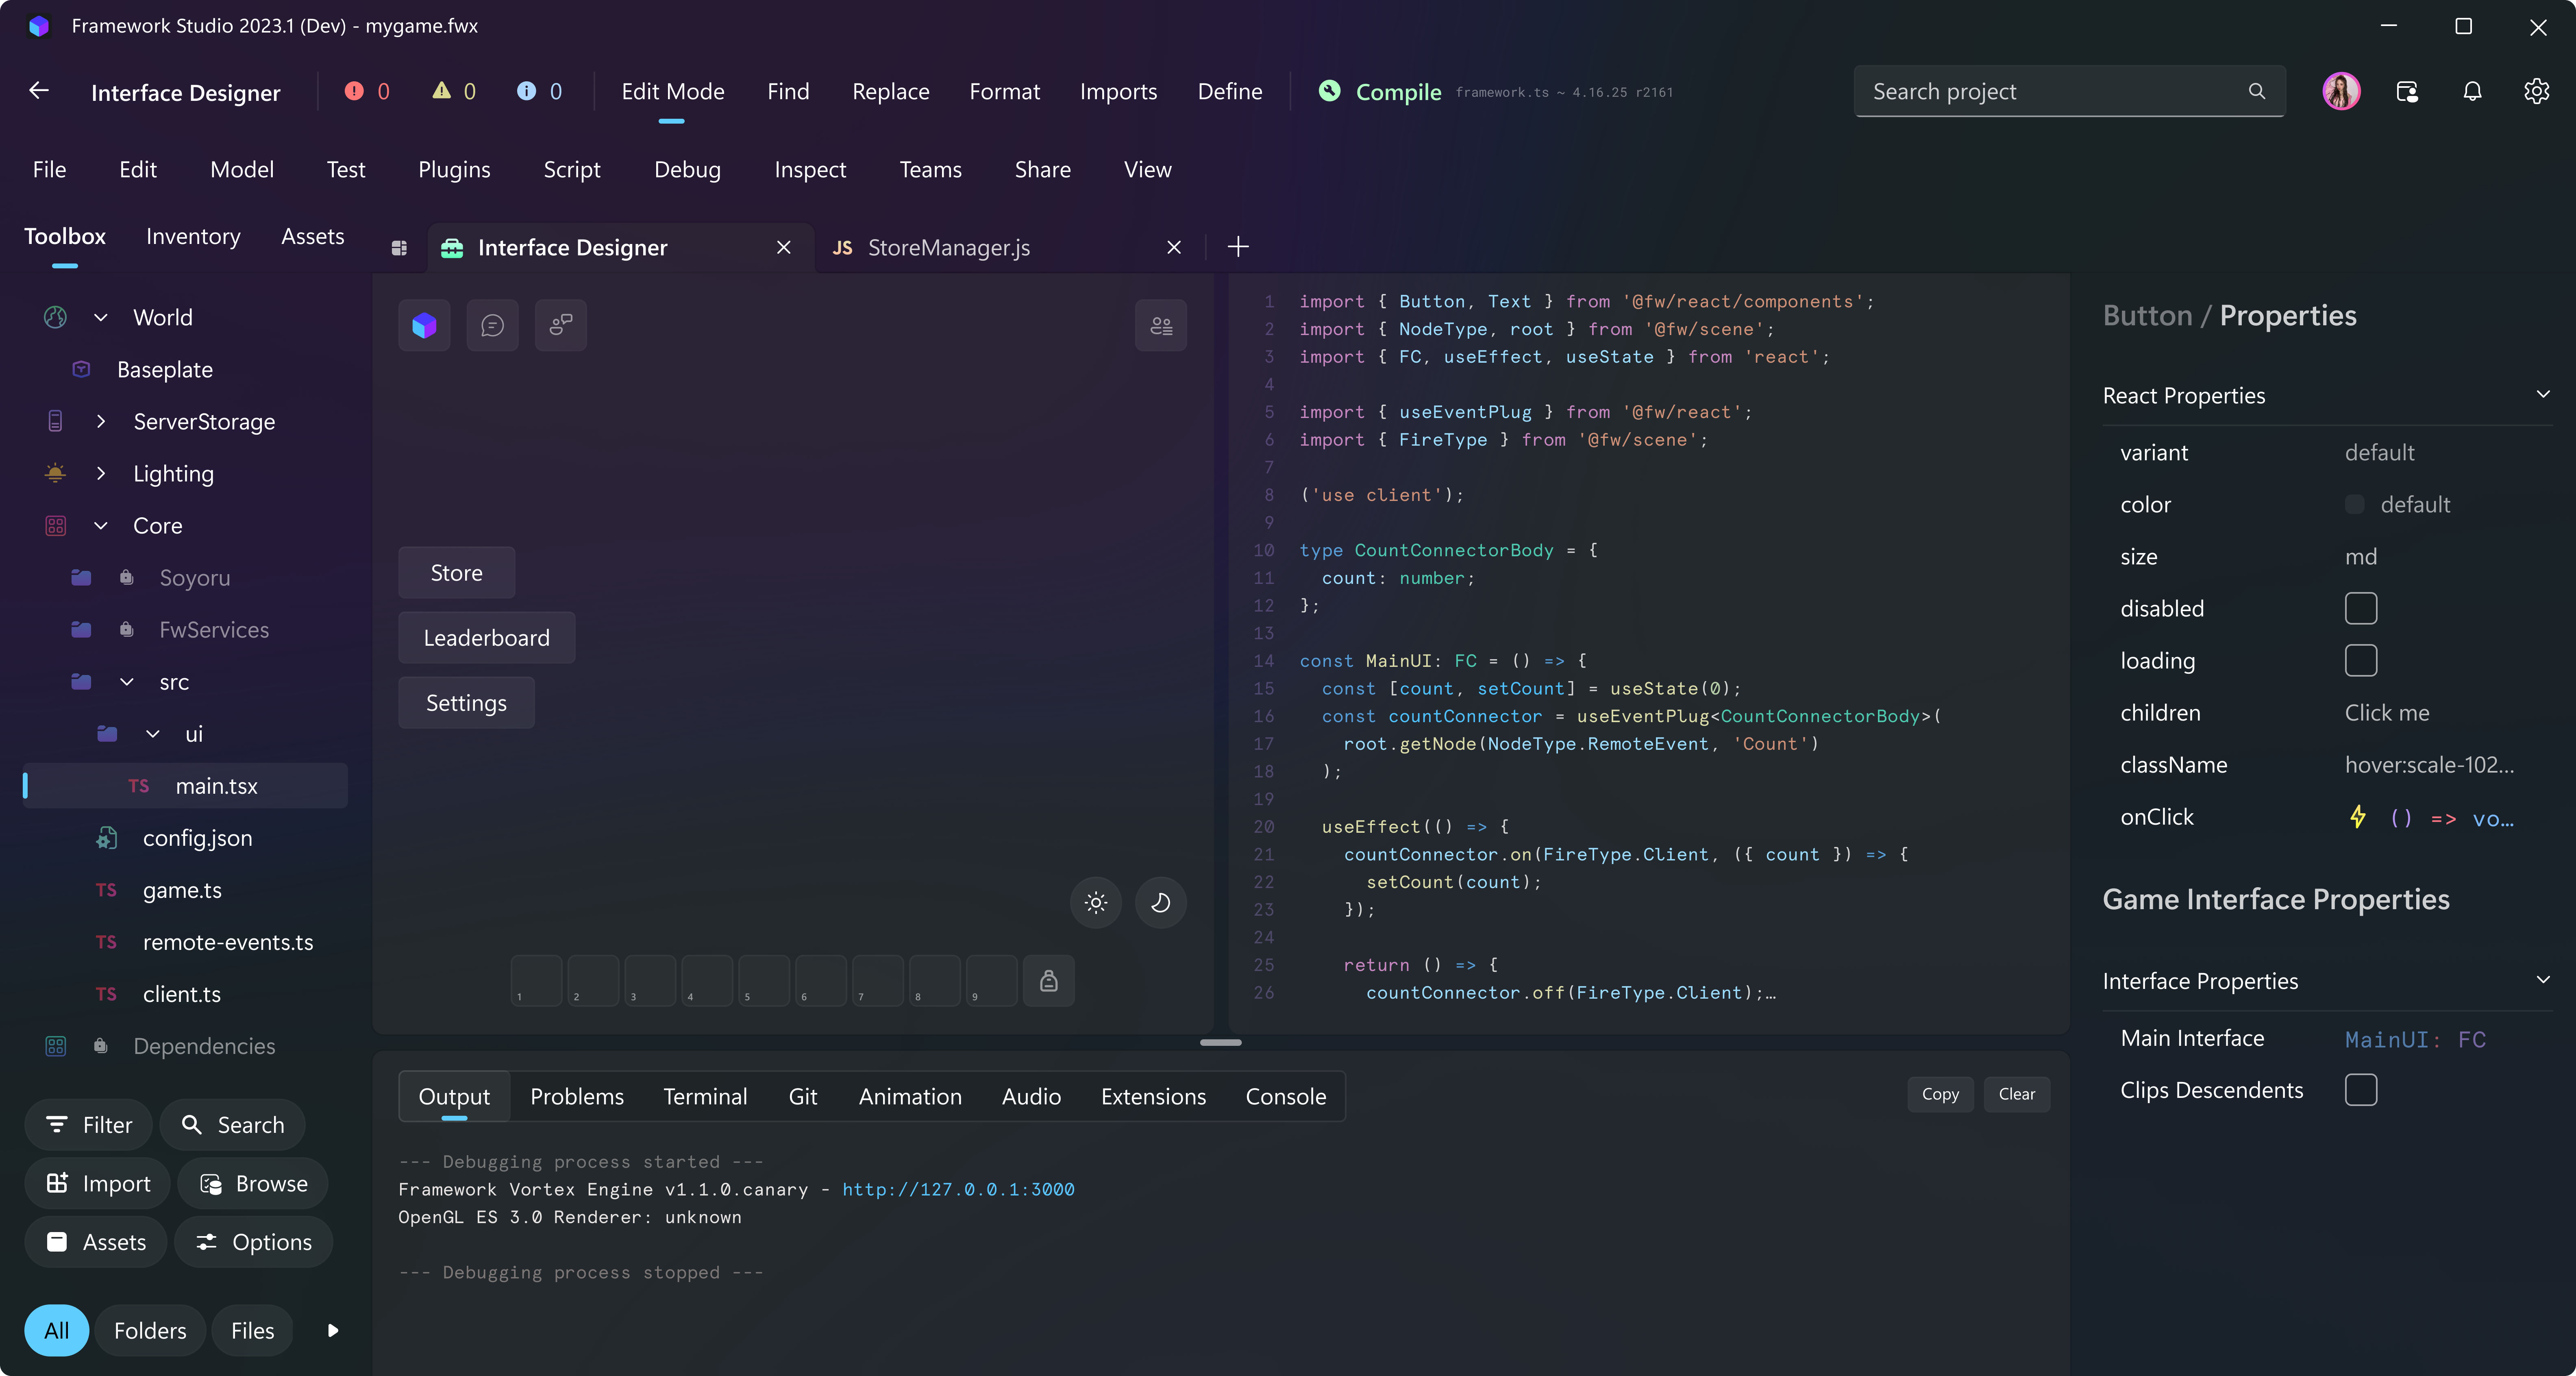 Framework Studio 2023.1 (Dev) - mygame.fwx
Interface Designer
0
0
0
Edit Mode
Find
Replace
Format
Imports
Define
Compile
framework.ts ~ 4.16.25 r2161
Search project
File
Edit
Model
Test
Plugins
Script
Debug
Inspect
Teams
Share
View
Toolbox
Inventory
Assets
World
Baseplate
ServerStorage
Lighting
Core
Soyoru
FwServices
src
ui
TS main.tsx
config.json
TS game.ts
TS remote-events.ts
TS client.ts
Dependencies
Filter
Search
Import
Browse
Assets
Options
All
Folders
Files
Interface Designer
JS StoreManager.js
Store
Leaderboard
Settings
1
2
3
4
5
6
7
8
9
1 import { Button, Text } from '@fw/react/components';
2 import { NodeType, root } from '@fw/scene';
3 import { FC, useEffect, useState } from 'react';
4
5 import { useEventPlug } from '@fw/react';
6 import { FireType } from '@fw/scene';
7
8 ('use client');
9
10 type CountConnectorBody = {
11 count: number;
12 };
13
14 const MainUI: FC = () => {
15 const [count, setCount] = useState(0);
16 const countConnector = useEventPlug<CountConnectorBody>(
17 root.getNode(NodeType.RemoteEvent, 'Count')
18 );
19
20 useEffect(() => {
21 countConnector.on(FireType.Client, ({ count }) => {
22 setCount(count);
23 });
24
25 return () => {
26 countConnector.off(FireType.Client);…
Output
Problems
Terminal
Git
Animation
Audio
Extensions
Console
Copy
Clear
--- Debugging process started ---
Framework Vortex Engine v1.1.0.canary - http://127.0.0.1:3000
OpenGL ES 3.0 Renderer: unknown
--- Debugging process stopped ---
Button / Properties
React Properties
variant default
color default
size md
disabled
loading
children Click me
className hover:scale-102...
onClick () => vo…
Game Interface Properties
Interface Properties
Main Interface MainUI: FC
Clips Descendents